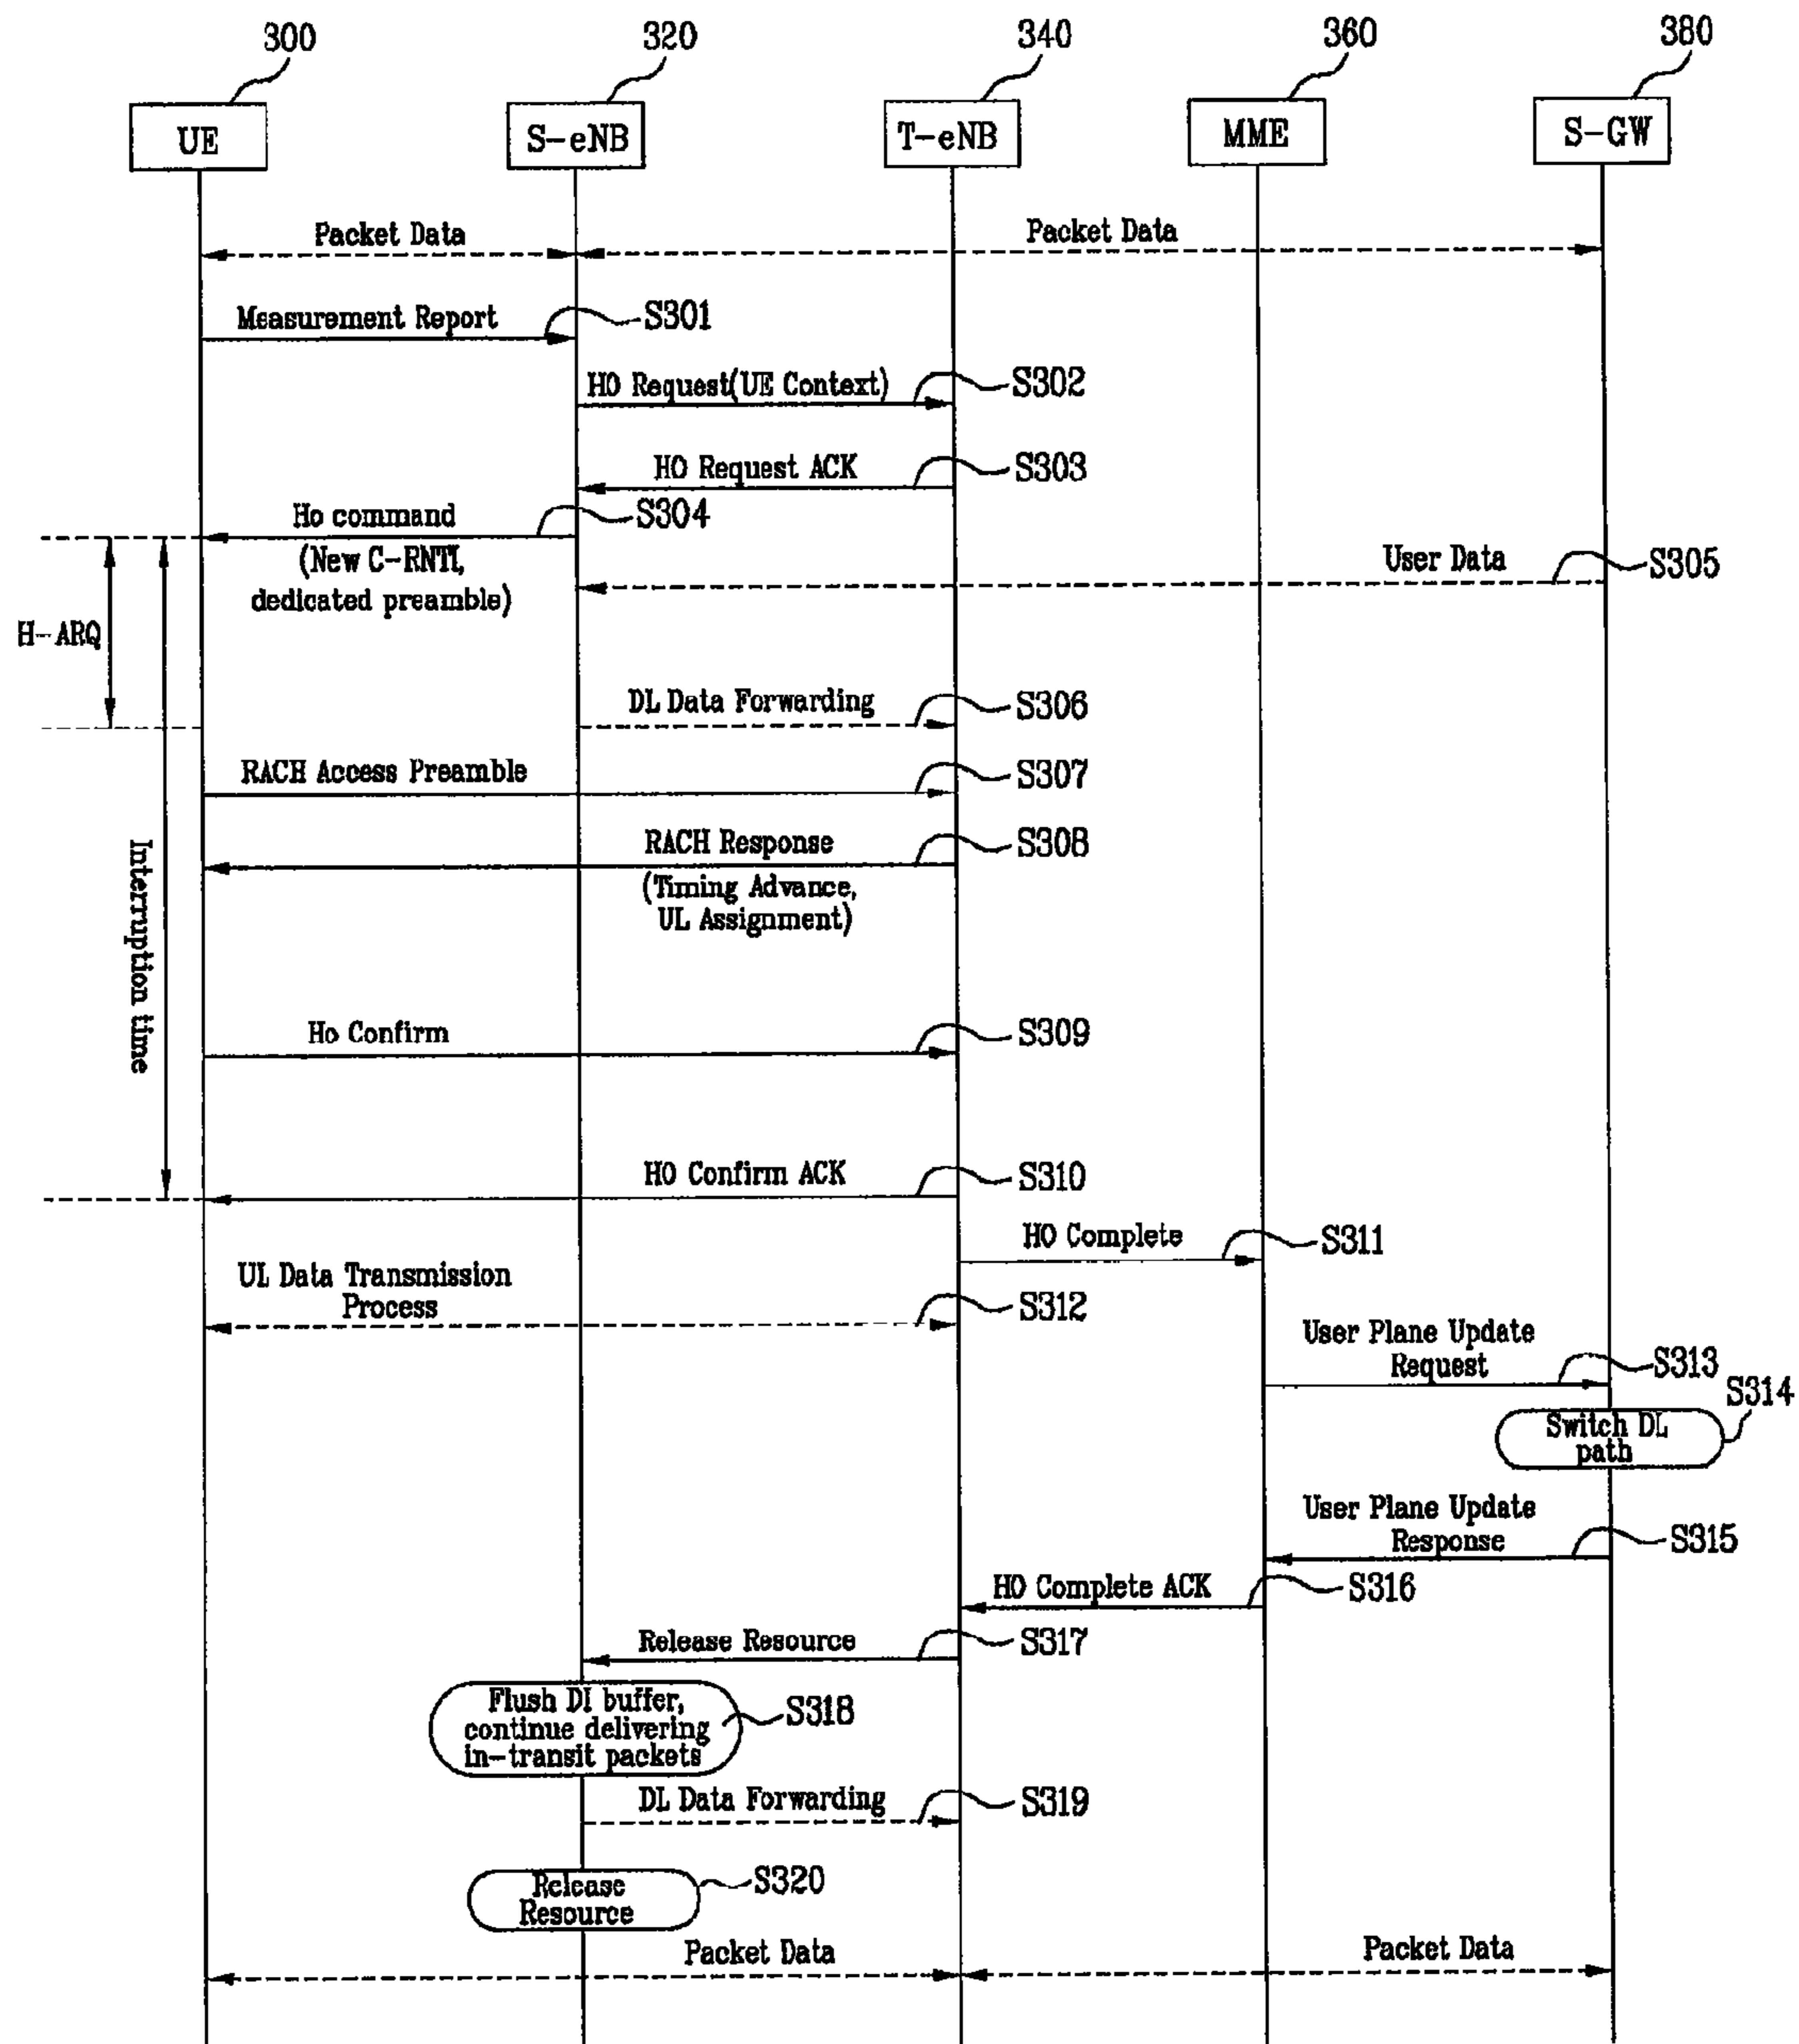 300
320
340
360
380
UE
S-eNB
T-eNB
MME
S-GW
Packet Data
Packet Data
Measurement Report
S301
HO Request(UE Context)
S302
HO Request ACK
S303
Ho command
S304
(New C-RNTI,
dedicated preamble)
User Data
S305
H-ARQ
DL Data Forwarding
S306
RACH Access Preamble
S307
RACH Response
S308
(Timing Advance,
UL Assignment)
Interruption time
Ho Confirm
S309
HO Confirm ACK
S310
HO Complete
S311
UL Data Transmission
Process
S312
User Plane Update
Request
S313
S314
Switch DL
path
User Plane Update
Response
S315
HO Complete ACK
S316
Release Resource
S317
Flush DI buffer,
continue delivering
in-transit packets
S318
DL Data Forwarding
S319
Release
Resource
S320
Packet Data
Packet Data